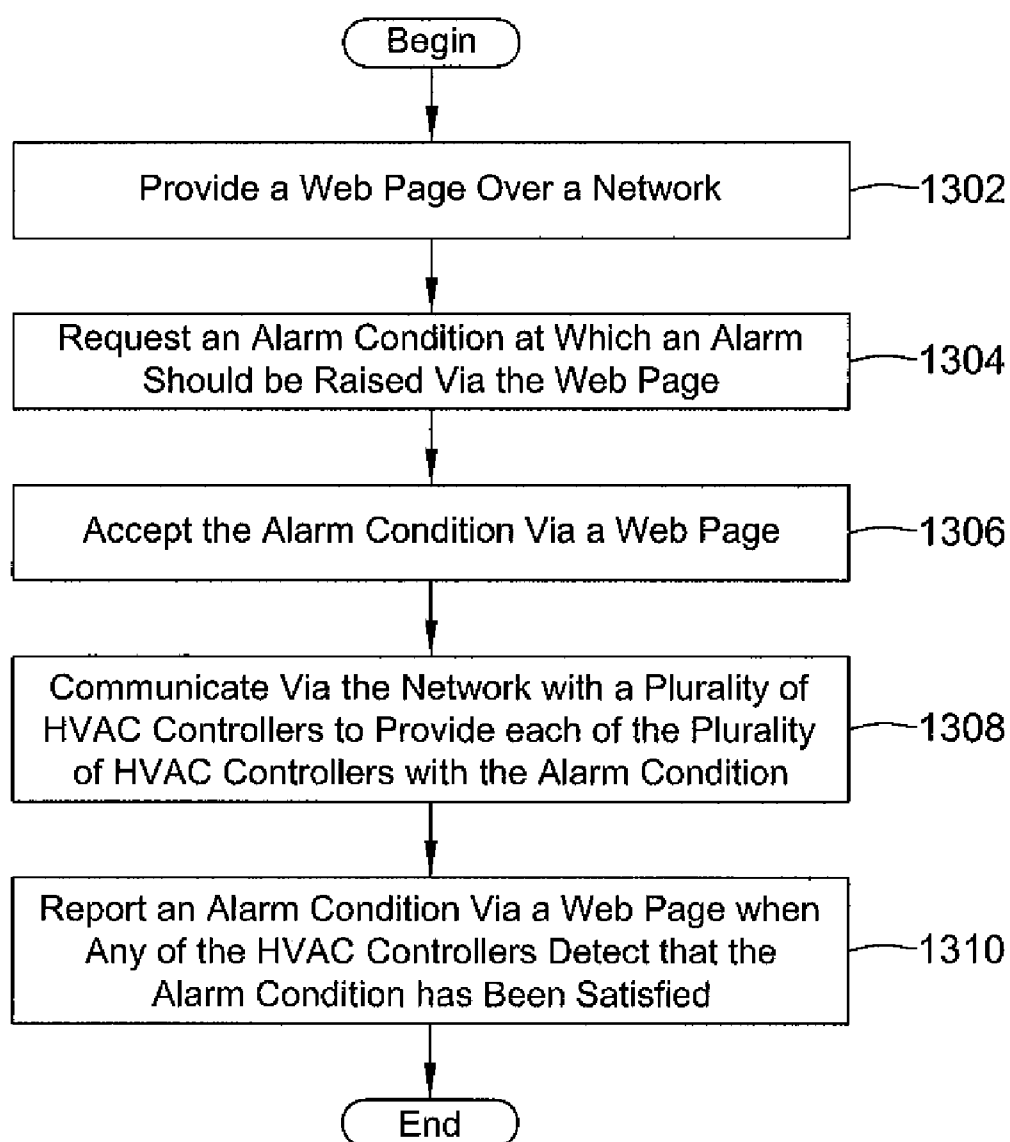 Begin
Provide a Web Page Over a Network
1302
Request an Alarm Condition at Which an Alarm
Should be Raised Via the Web Page
1304
Accept the Alarm Condition Via a Web Page
1306
Communicate Via the Network with a Plurality of
HVAC Controllers to Provide each of the Plurality
of HVAC Controllers with the Alarm Condition
1308
Report an Alarm Condition Via a Web Page when
Any of the HVAC Controllers Detect that the
Alarm Condition has Been Satisfied
1310
End